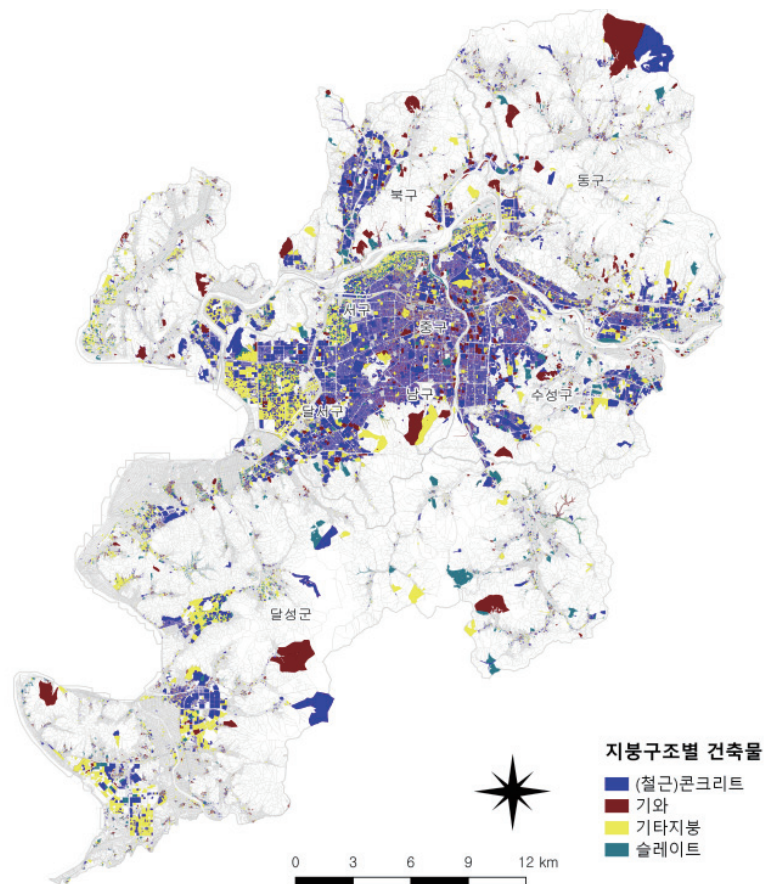 북구
동구
서구
중구
달서구
남구
수성구
달성군
지붕구조별 건축물
(철근)콘크리트
기와
기타지붕
슬레이트
0 3 6 9 12 km